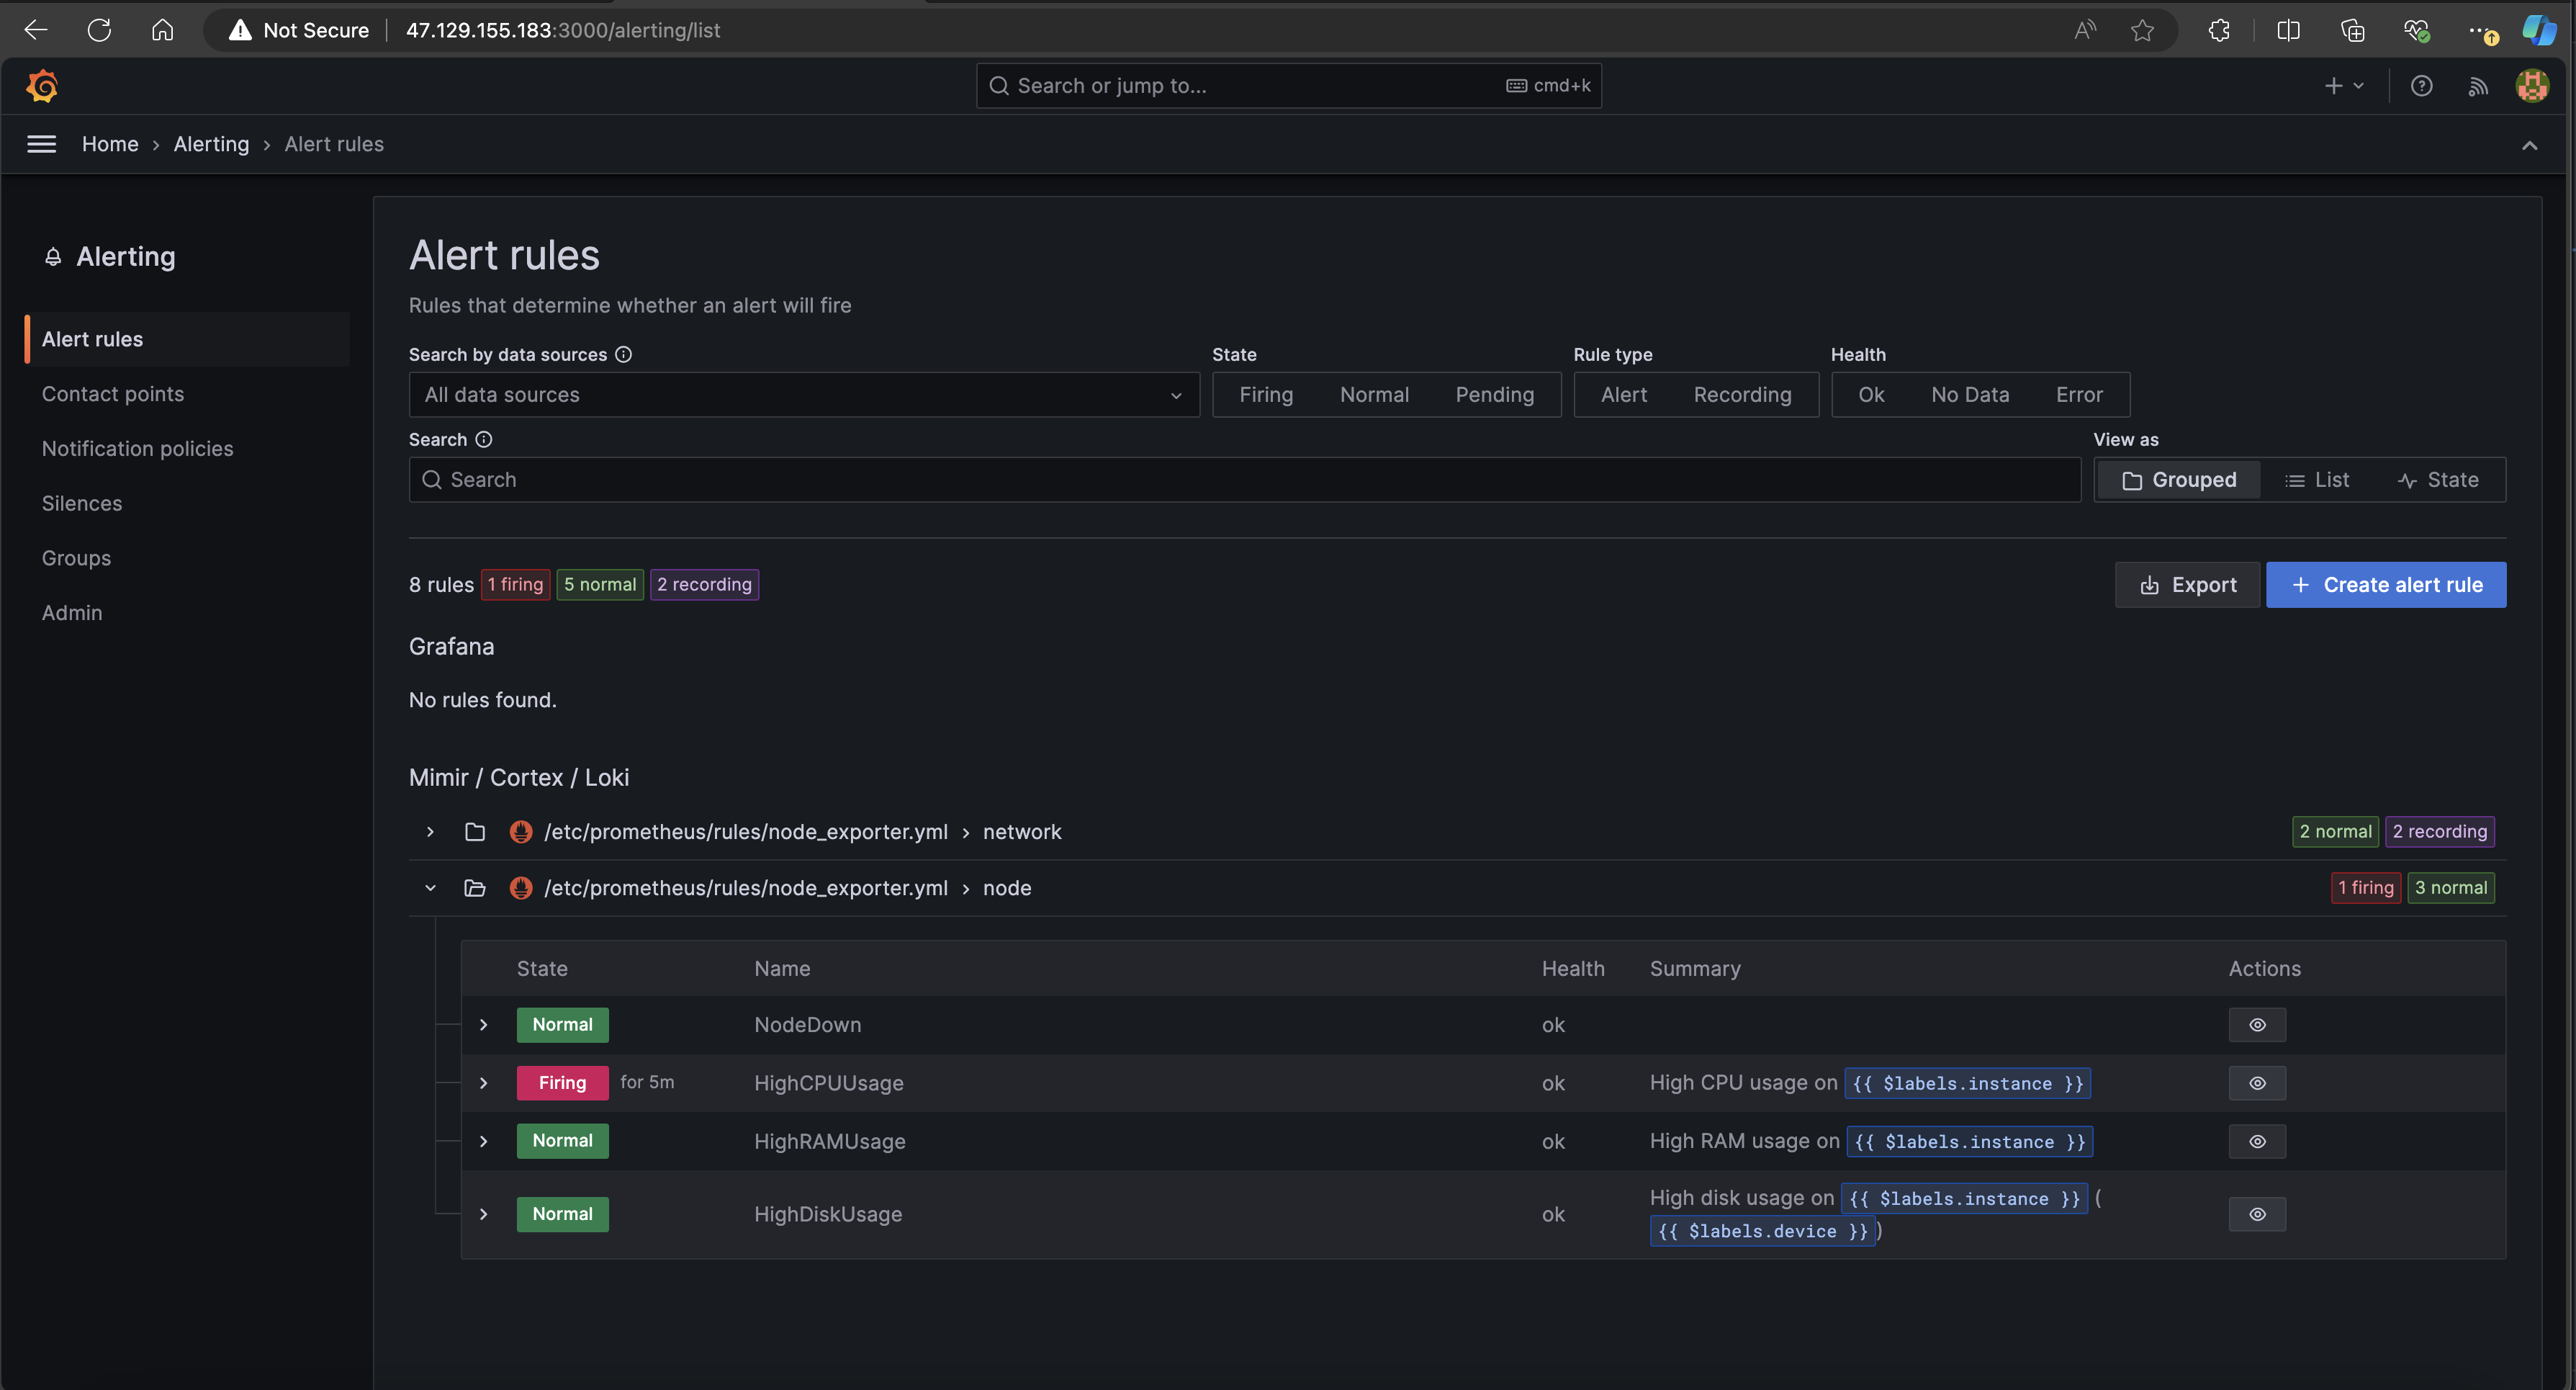 Not Secure 47.129.155.183:3000/alerting/list
Search or jump to... cmd+k
Home › Alerting › Alert rules
Alerting
Alert rules
Contact points
Notification policies
Silences
Groups
Admin
Alert rules
Rules that determine whether an alert will fire
Search by data sources State Rule type Health
All data sources Firing Normal Pending Alert Recording Ok No Data Error
Search View as
Search Grouped List State
8 rules 1 firing 5 normal 2 recording Export + Create alert rule
Grafana
No rules found.
Mimir / Cortex / Loki
/etc/prometheus/rules/node_exporter.yml › network 2 normal 2 recording
/etc/prometheus/rules/node_exporter.yml › node 1 firing 3 normal
State Name Health Summary Actions
Normal NodeDown ok
Firing for 5m HighCPUUsage ok High CPU usage on {{ $labels.instance }}
Normal HighRAMUsage ok High RAM usage on {{ $labels.instance }}
Normal HighDiskUsage ok High disk usage on {{ $labels.instance }} (
{{ $labels.device }})